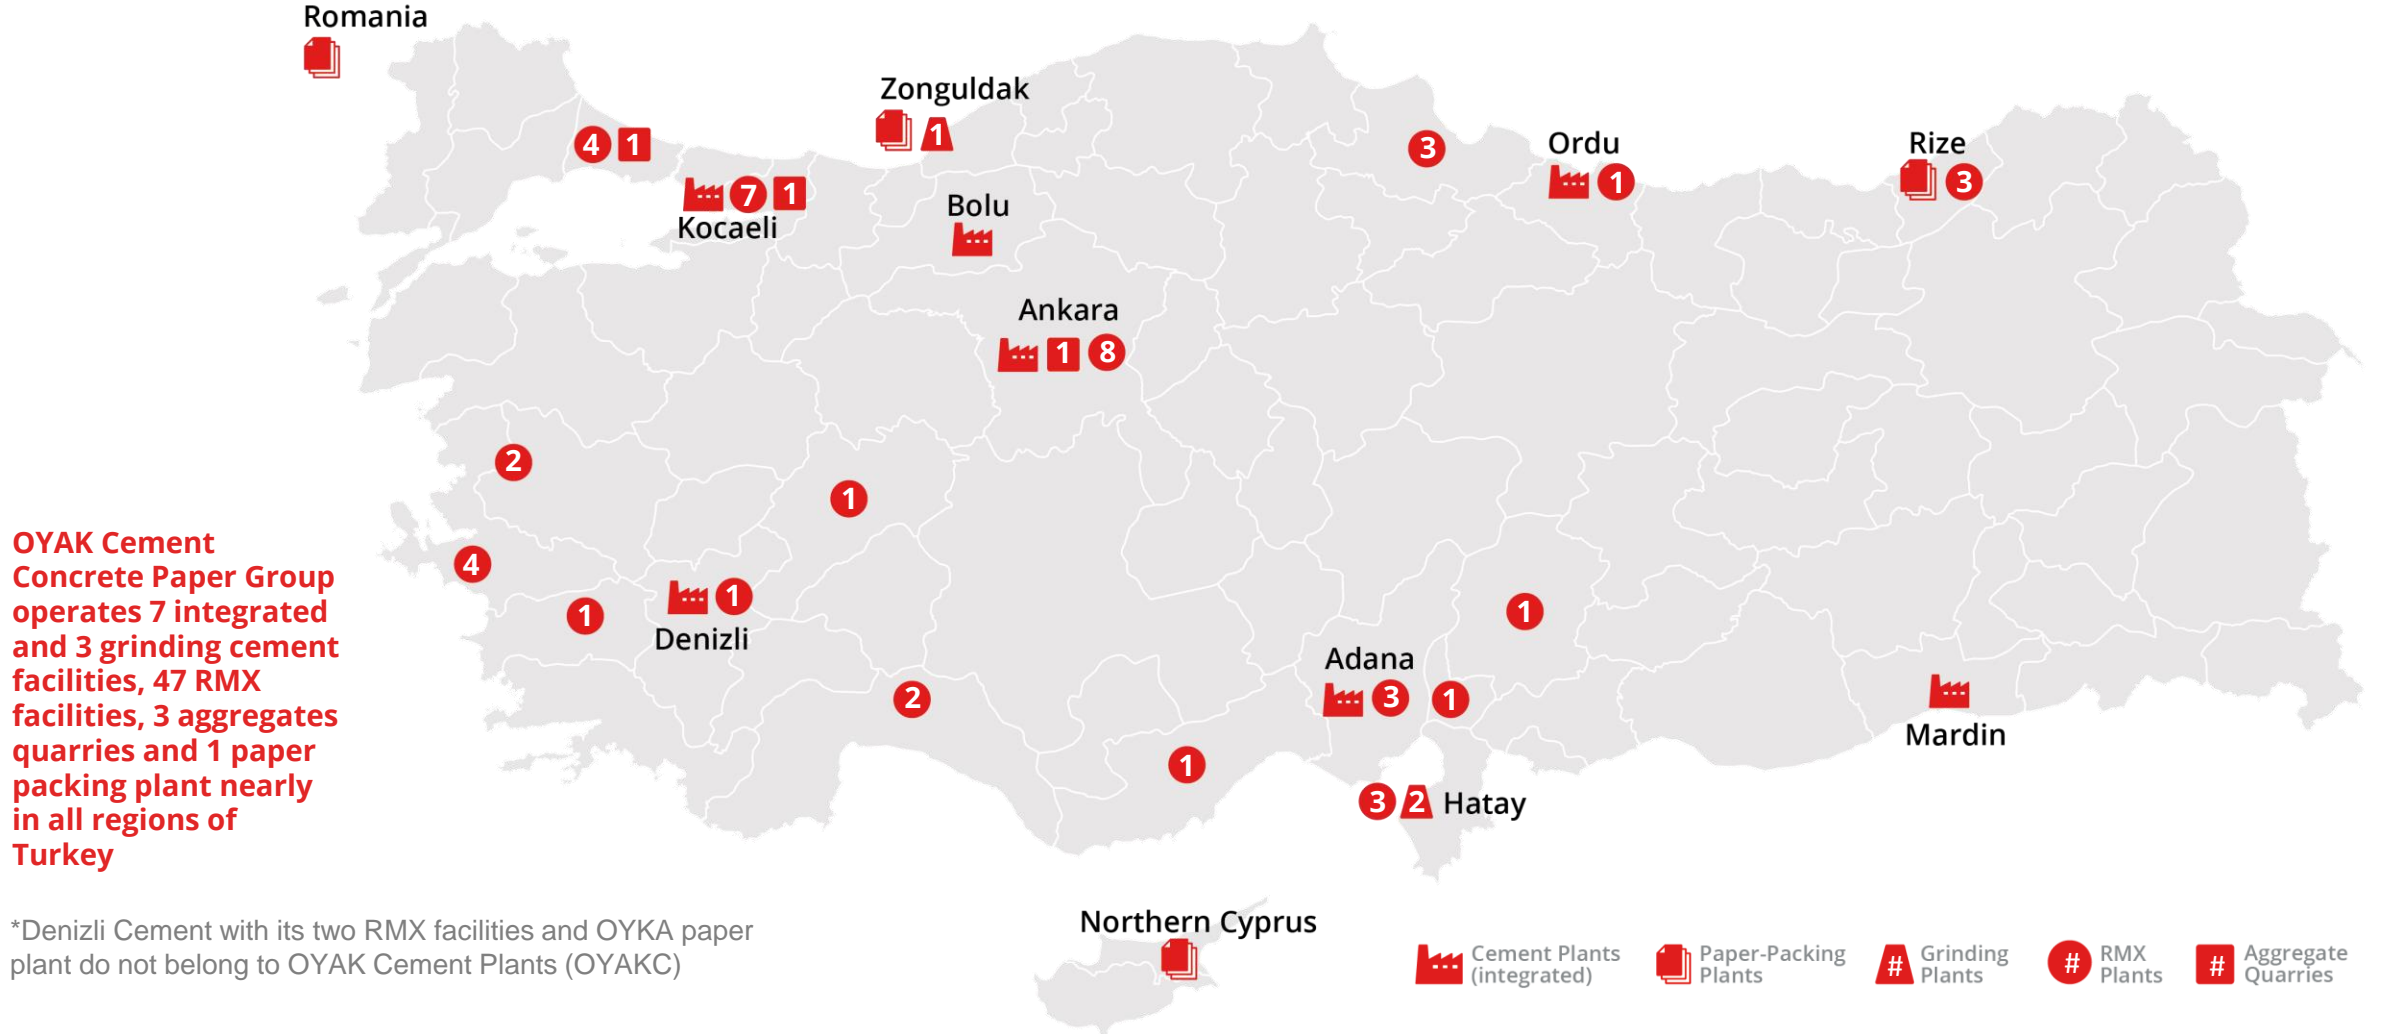 Romania
Zonguldak
1
4 1
3
Ordu
1
Rize
3
7 1
Kocaeli
Bolu
Ankara
1 8
2
1
OYAK Cement
Concrete Paper Group
operates 7 integrated
and 3 grinding cement
facilities, 47 RMX
facilities, 3 aggregates
quarries and 1 paper
packing plant nearly
in all regions of
Turkey
4
1
1
Denizli
1
2
Adana
3
1
Mardin
1
3 2 Hatay
*Denizli Cement with its two RMX facilities and OYKA paper
plant do not belong to OYAK Cement Plants (OYAKC)
Northern Cyprus
Cement Plants
(integrated)
Paper-Packing
Plants
# Grinding
Plants
# RMX
Plants
# Aggregate
Quarries